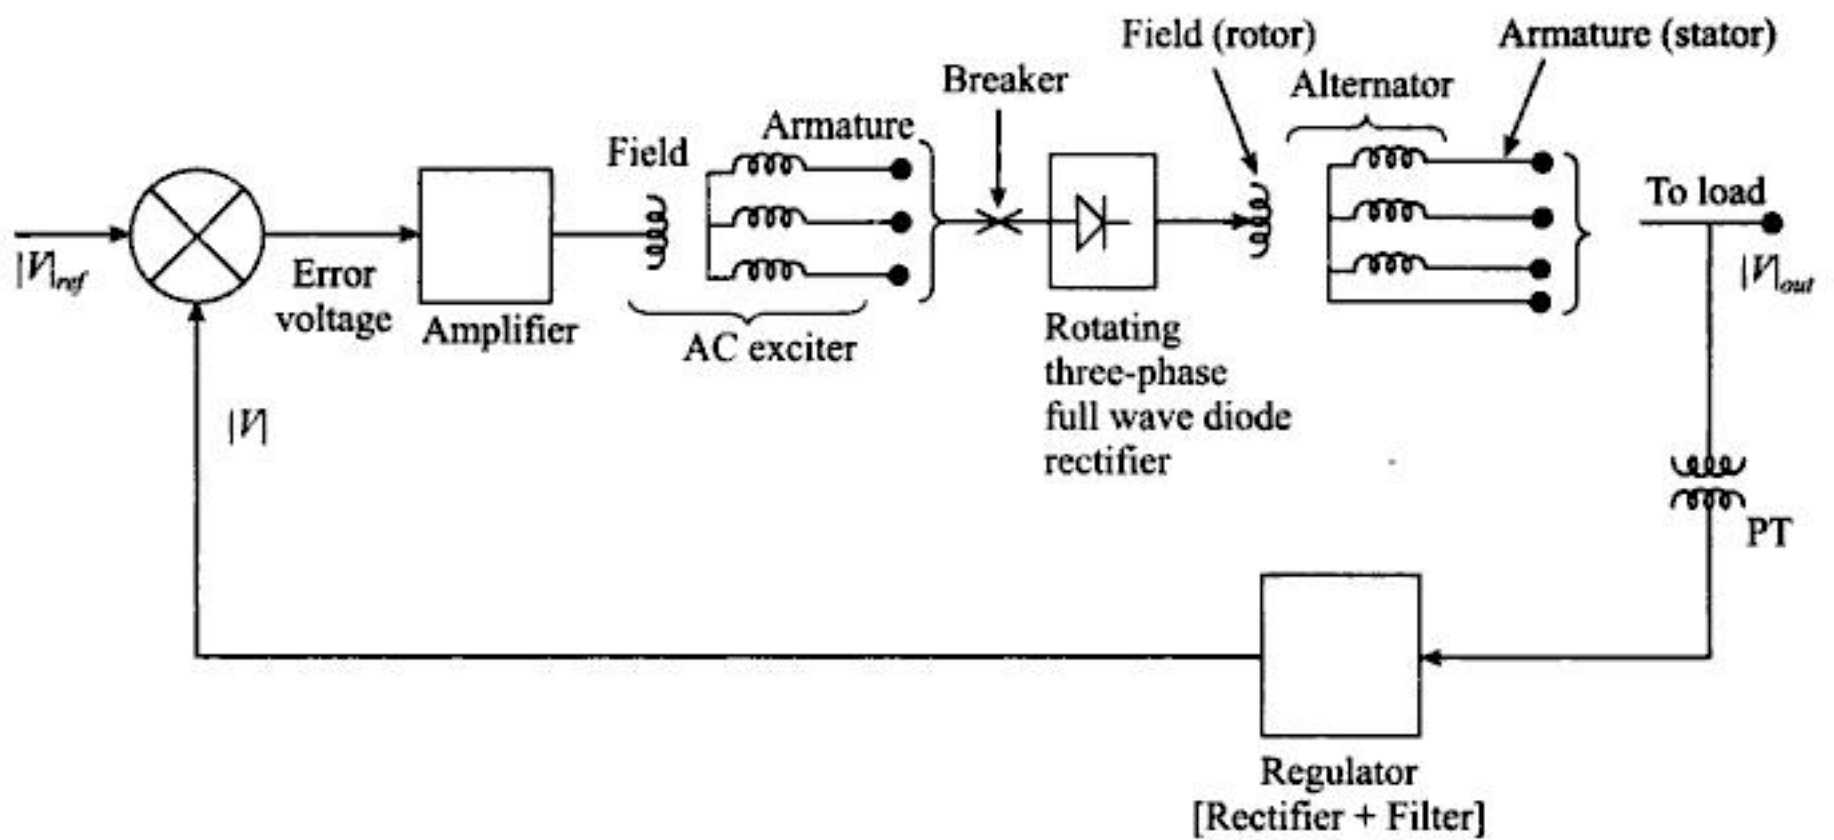 Field (rotor)
Armature (stator)
Breaker
Alternator
Armature
Field
To load
|V|ref
Error
voltage
Amplifier
AC exciter
Rotating
three-phase
full wave diode
rectifier
|V|out
|V|
PT
Regulator
[Rectifier + Filter]